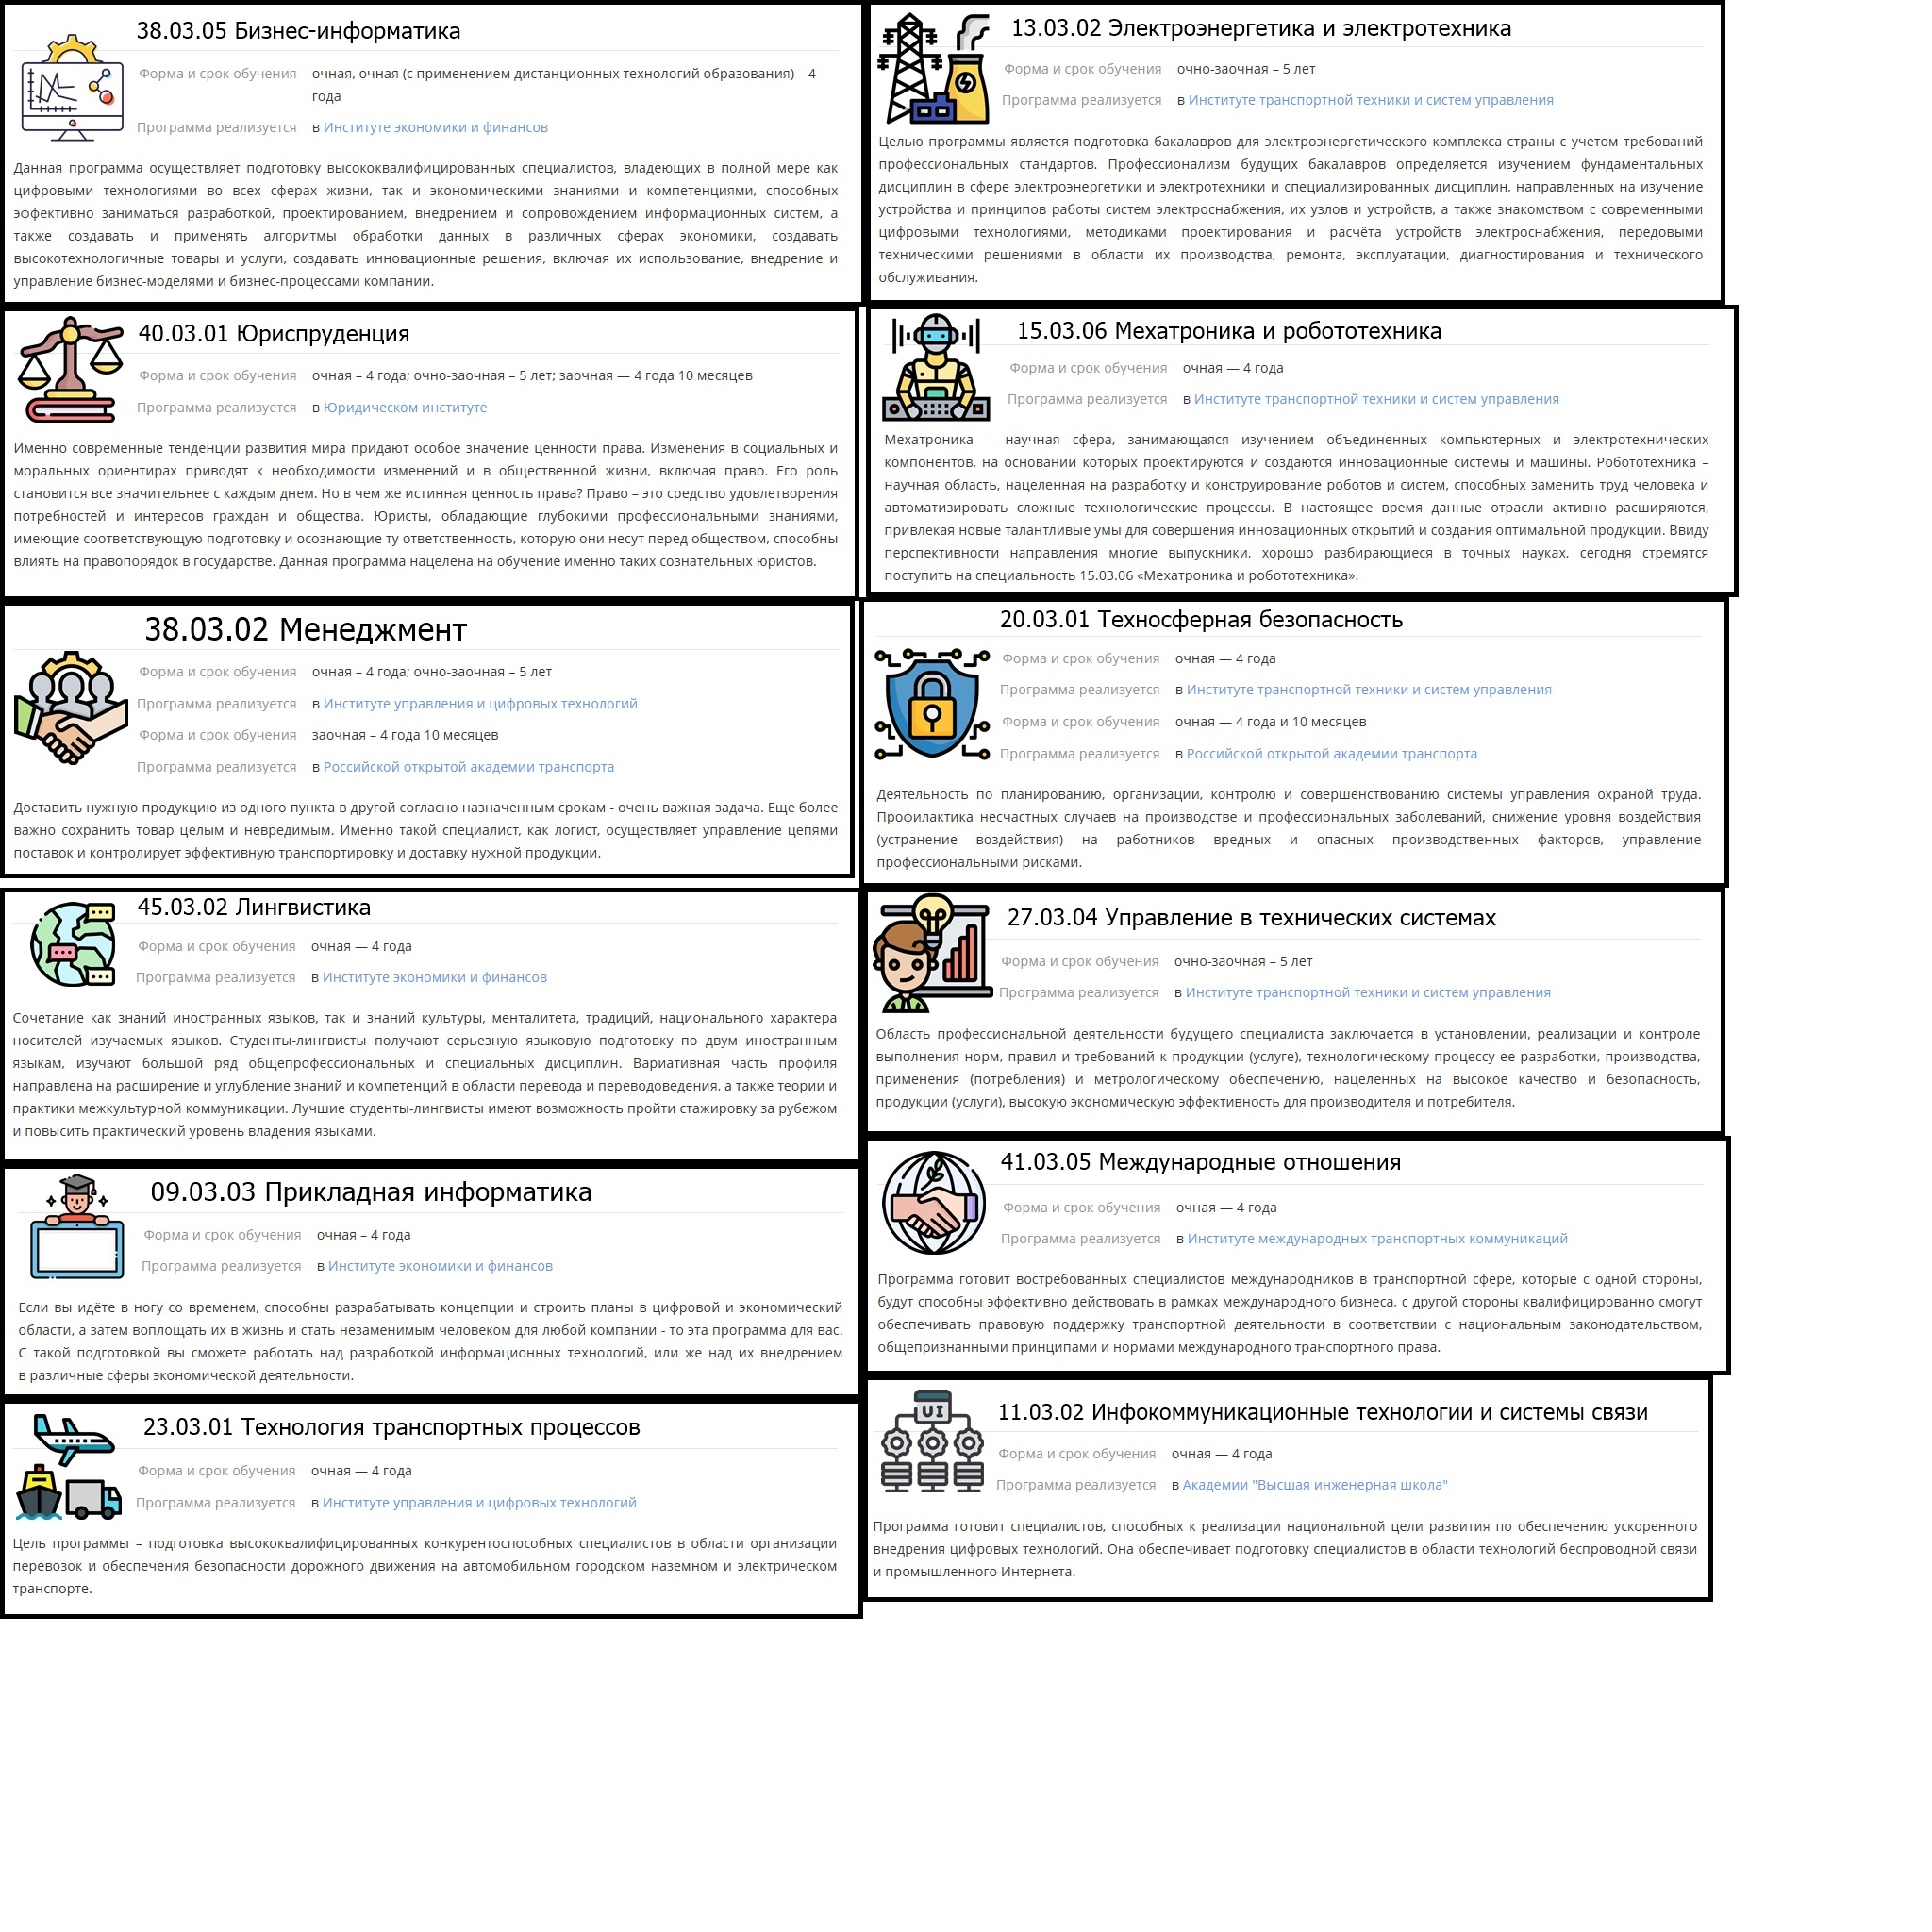 38.03.05 Бизнес-информатика
Форма и срок обучения очная, очная (с применением дистанционных технологий образования) – 4
года
Программа реализуется в Институте экономики и финансов
Данная программа осуществляет подготовку высококвалифицированных специалистов, владеющих в полной мере как
цифровыми технологиями во всех сферах жизни, так и экономическими знаниями и компетенциями, способных
эффективно заниматься разработкой, проектированием, внедрением и сопровождением информационных систем, а
также создавать и применять алгоритмы обработки данных в различных сферах экономики, создавать
высокотехнологичные товары и услуги, создавать инновационные решения, включая их использование, внедрение и
управление бизнес-моделями и бизнес-процессами компании.
40.03.01 Юриспруденция
Форма и срок обучения очная – 4 года; очно-заочная – 5 лет; заочная — 4 года 10 месяцев
Программа реализуется в Юридическом институте
Именно современные тенденции развития мира придают особое значение ценности права. Изменения в социальных и
моральных ориентирах приводят к необходимости изменений и в общественной жизни, включая право. Его роль
становится все значительнее с каждым днем. Но в чем же истинная ценность права? Право – это средство удовлетворения
потребностей и интересов граждан и общества. Юристы, обладающие глубокими профессиональными знаниями,
имеющие соответствующую подготовку и осознающие ту ответственность, которую они несут перед обществом, способны
влиять на правопорядок в государстве. Данная программа нацелена на обучение именно таких сознательных юристов.
38.03.02 Менеджмент
Форма и срок обучения очная – 4 года; очно-заочная – 5 лет
Программа реализуется в Институте управления и цифровых технологий
Форма и срок обучения заочная – 4 года 10 месяцев
Программа реализуется в Российской открытой академии транспорта
Доставить нужную продукцию из одного пункта в другой согласно назначенным срокам - очень важная задача. Еще более
важно сохранить товар целым и невредимым. Именно такой специалист, как логист, осуществляет управление цепями
поставок и контролирует эффективную транспортировку и доставку нужной продукции.
45.03.02 Лингвистика
Форма и срок обучения очная — 4 года
Программа реализуется в Институте экономики и финансов
Сочетание как знаний иностранных языков, так и знаний культуры, менталитета, традиций, национального характера
носителей изучаемых языков. Студенты-лингвисты получают серьезную языковую подготовку по двум иностранным
языкам, изучают большой ряд общепрофессиональных и специальных дисциплин. Вариативная часть профиля
направлена на расширение и углубление знаний и компетенций в области перевода и переводоведения, а также теории и
практики межкультурной коммуникации. Лучшие студенты-лингвисты имеют возможность пройти стажировку за рубежом
и повысить практический уровень владения языками.
09.03.03 Прикладная информатика
Форма и срок обучения очная – 4 года
Программа реализуется в Институте экономики и финансов
Если вы идёте в ногу со временем, способны разрабатывать концепции и строить планы в цифровой и экономический
области, а затем воплощать их в жизнь и стать незаменимым человеком для любой компании - то эта программа для вас.
С такой подготовкой вы сможете работать над разработкой информационных технологий, или же над их внедрением
в различные сферы экономической деятельности.
23.03.01 Технология транспортных процессов
Форма и срок обучения очная — 4 года
Программа реализуется в Институте управления и цифровых технологий
Цель программы – подготовка высококвалифицированных конкурентоспособных специалистов в области организации
перевозок и обеспечения безопасности дорожного движения на автомобильном городском наземном и электрическом
транспорте.
13.03.02 Электроэнергетика и электротехника
Форма и срок обучения очно-заочная – 5 лет
Программа реализуется в Институте транспортной техники и систем управления
Целью программы является подготовка бакалавров для электроэнергетического комплекса страны с учетом требований
профессиональных стандартов. Профессионализм будущих бакалавров определяется изучением фундаментальных
дисциплин в сфере электроэнергетики и электротехники и специализированных дисциплин, направленных на изучение
устройства и принципов работы систем электроснабжения, их узлов и устройств, а также знакомством с современными
цифровыми технологиями, методиками проектирования и расчёта устройств электроснабжения, передовыми
техническими решениями в области их производства, ремонта, эксплуатации, диагностирования и технического
обслуживания.
15.03.06 Мехатроника и робототехника
Форма и срок обучения очная — 4 года
Программа реализуется в Институте транспортной техники и систем управления
Мехатроника – научная сфера, занимающаяся изучением объединенных компьютерных и электротехнических
компонентов, на основании которых проектируются и создаются инновационные системы и машины. Робототехника –
научная область, нацеленная на разработку и конструирование роботов и систем, способных заменить труд человека и
автоматизировать сложные технологические процессы. В настоящее время данные отрасли активно расширяются,
привлекая новые талантливые умы для совершения инновационных открытий и создания оптимальной продукции. Ввиду
перспективности направления многие выпускники, хорошо разбирающиеся в точных науках, сегодня стремятся
поступить на специальность 15.03.06 «Мехатроника и робототехника».
20.03.01 Техносферная безопасность
Форма и срок обучения очная — 4 года
Программа реализуется в Институте транспортной техники и систем управления
Форма и срок обучения очная — 4 года и 10 месяцев
Программа реализуется в Российской открытой академии транспорта
Деятельность по планированию, организации, контролю и совершенствованию системы управления охраной труда.
Профилактика несчастных случаев на производстве и профессиональных заболеваний, снижение уровня воздействия
(устранение воздействия) на работников вредных и опасных производственных факторов, управление
профессиональными рисками.
27.03.04 Управление в технических системах
Форма и срок обучения очно-заочная – 5 лет
Программа реализуется в Институте транспортной техники и систем управления
Область профессиональной деятельности будущего специалиста заключается в установлении, реализации и контроле
выполнения норм, правил и требований к продукции (услуге), технологическому процессу ее разработки, производства,
применения (потребления) и метрологическому обеспечению, нацеленных на высокое качество и безопасность,
продукции (услуги), высокую экономическую эффективность для производителя и потребителя.
41.03.05 Международные отношения
Форма и срок обучения очная — 4 года
Программа реализуется в Институте международных транспортных коммуникаций
Программа готовит востребованных специалистов международников в транспортной сфере, которые с одной стороны,
будут способны эффективно действовать в рамках международного бизнеса, с другой стороны квалифицированно смогут
обеспечивать правовую поддержку транспортной деятельности в соответствии с национальным законодательством,
общепризнанными принципами и нормами международного транспортного права.
UI
11.03.02 Инфокоммуникационные технологии и системы связи
Форма и срок обучения очная — 4 года
Программа реализуется в Академии "Высшая инженерная школа"
Программа готовит специалистов, способных к реализации национальной цели развития по обеспечению ускоренного
внедрения цифровых технологий. Она обеспечивает подготовку специалистов в области технологий беспроводной связи
и промышленного Интернета.